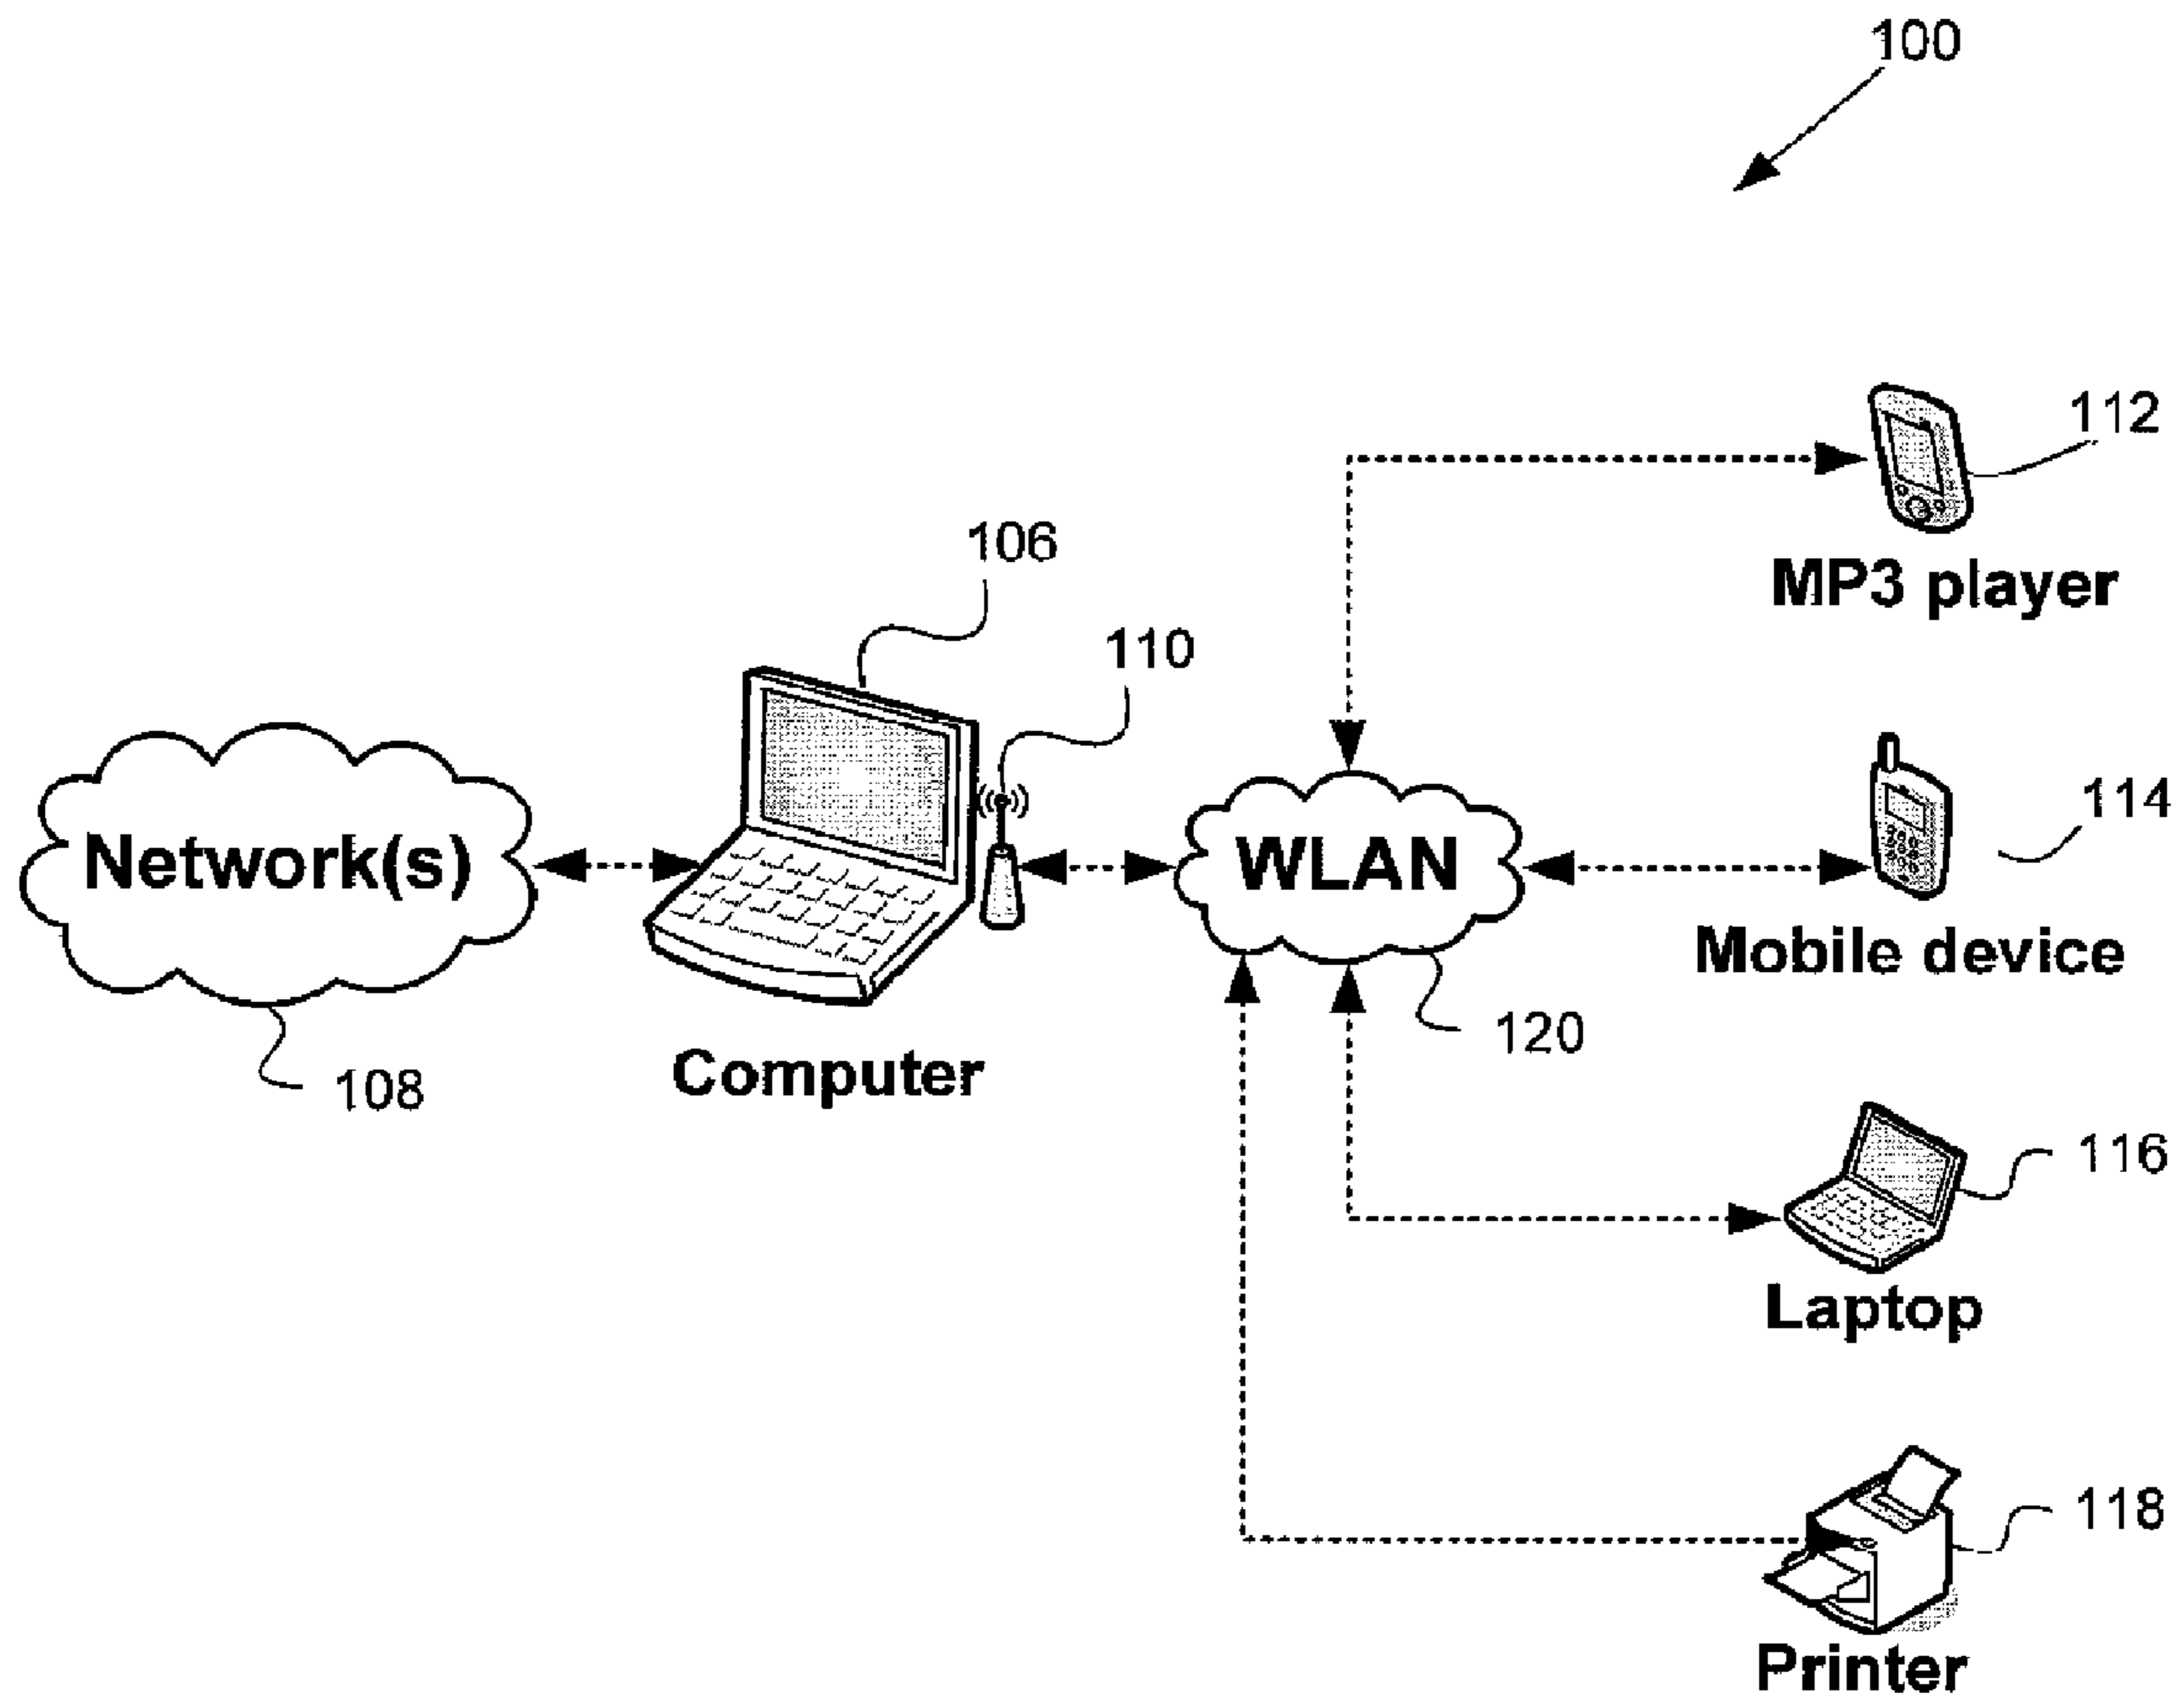 100
112
MP3 player
106
110
114
Network(s)
WLAN
Mobile device
120
108
Computer
116
Laptop
118
Printer